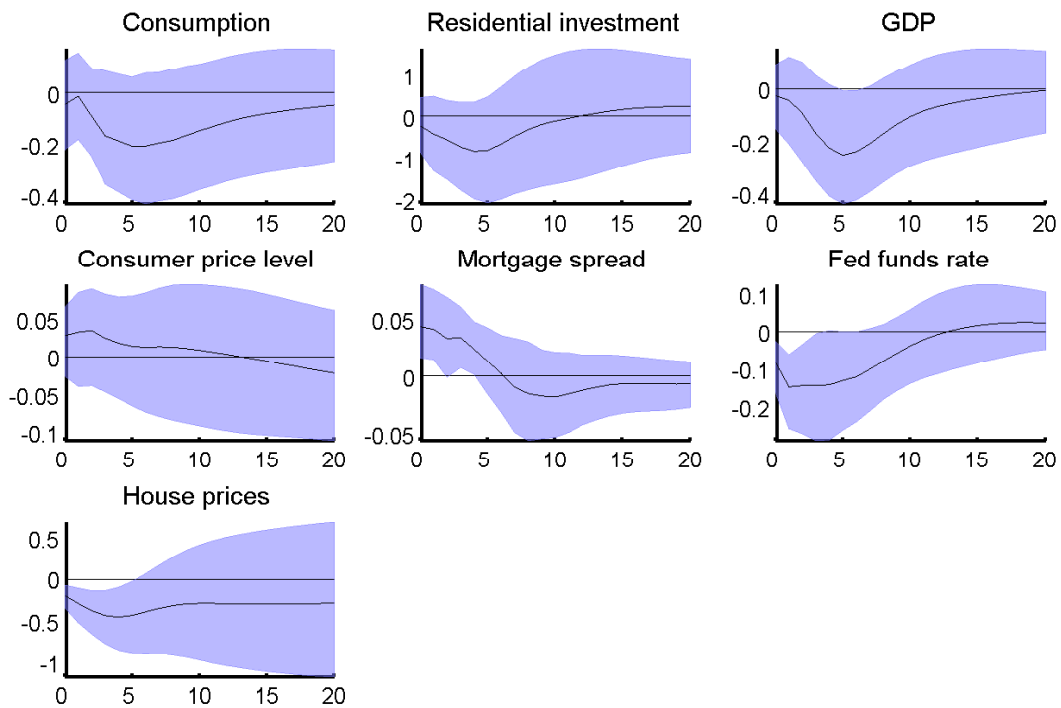 Consumption
0
-0.2
-0.4
0 5 10 15 20
Residential investment
1
0
-1
-2
0 5 10 15 20
GDP
0
-0.2
-0.4
0 5 10 15 20
Consumer price level
0.05
0
-0.05
-0.1
0 5 10 15 20
Mortgage spread
0.05
0
-0.05
0 5 10 15 20
Fed funds rate
0.1
0
-0.1
-0.2
0 5 10 15 20
House prices
0.5
0
-0.5
-1
0 5 10 15 20